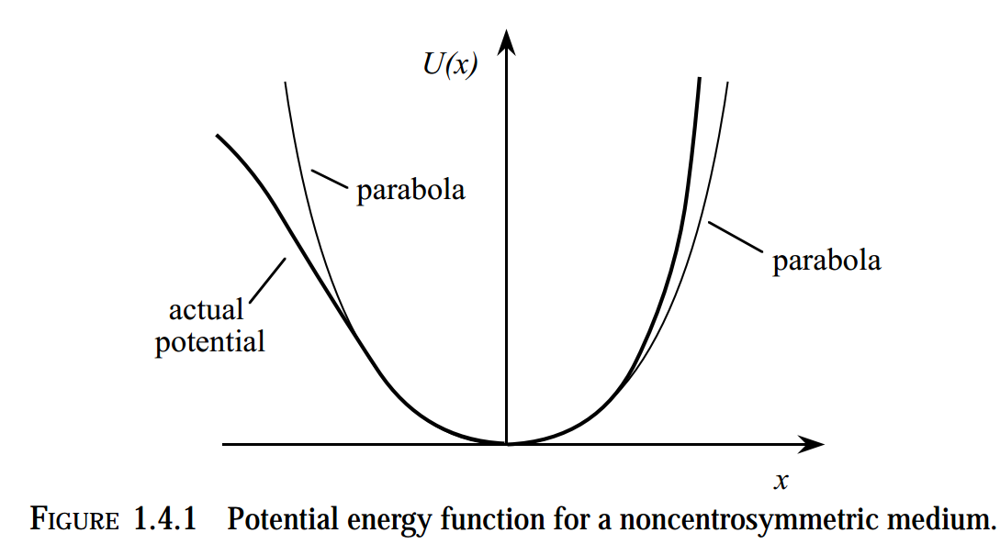 U(x)
parabola
parabola
actual
potential
x
FIGURE 1.4.1 Potential energy function for a noncentrosymmetric medium.